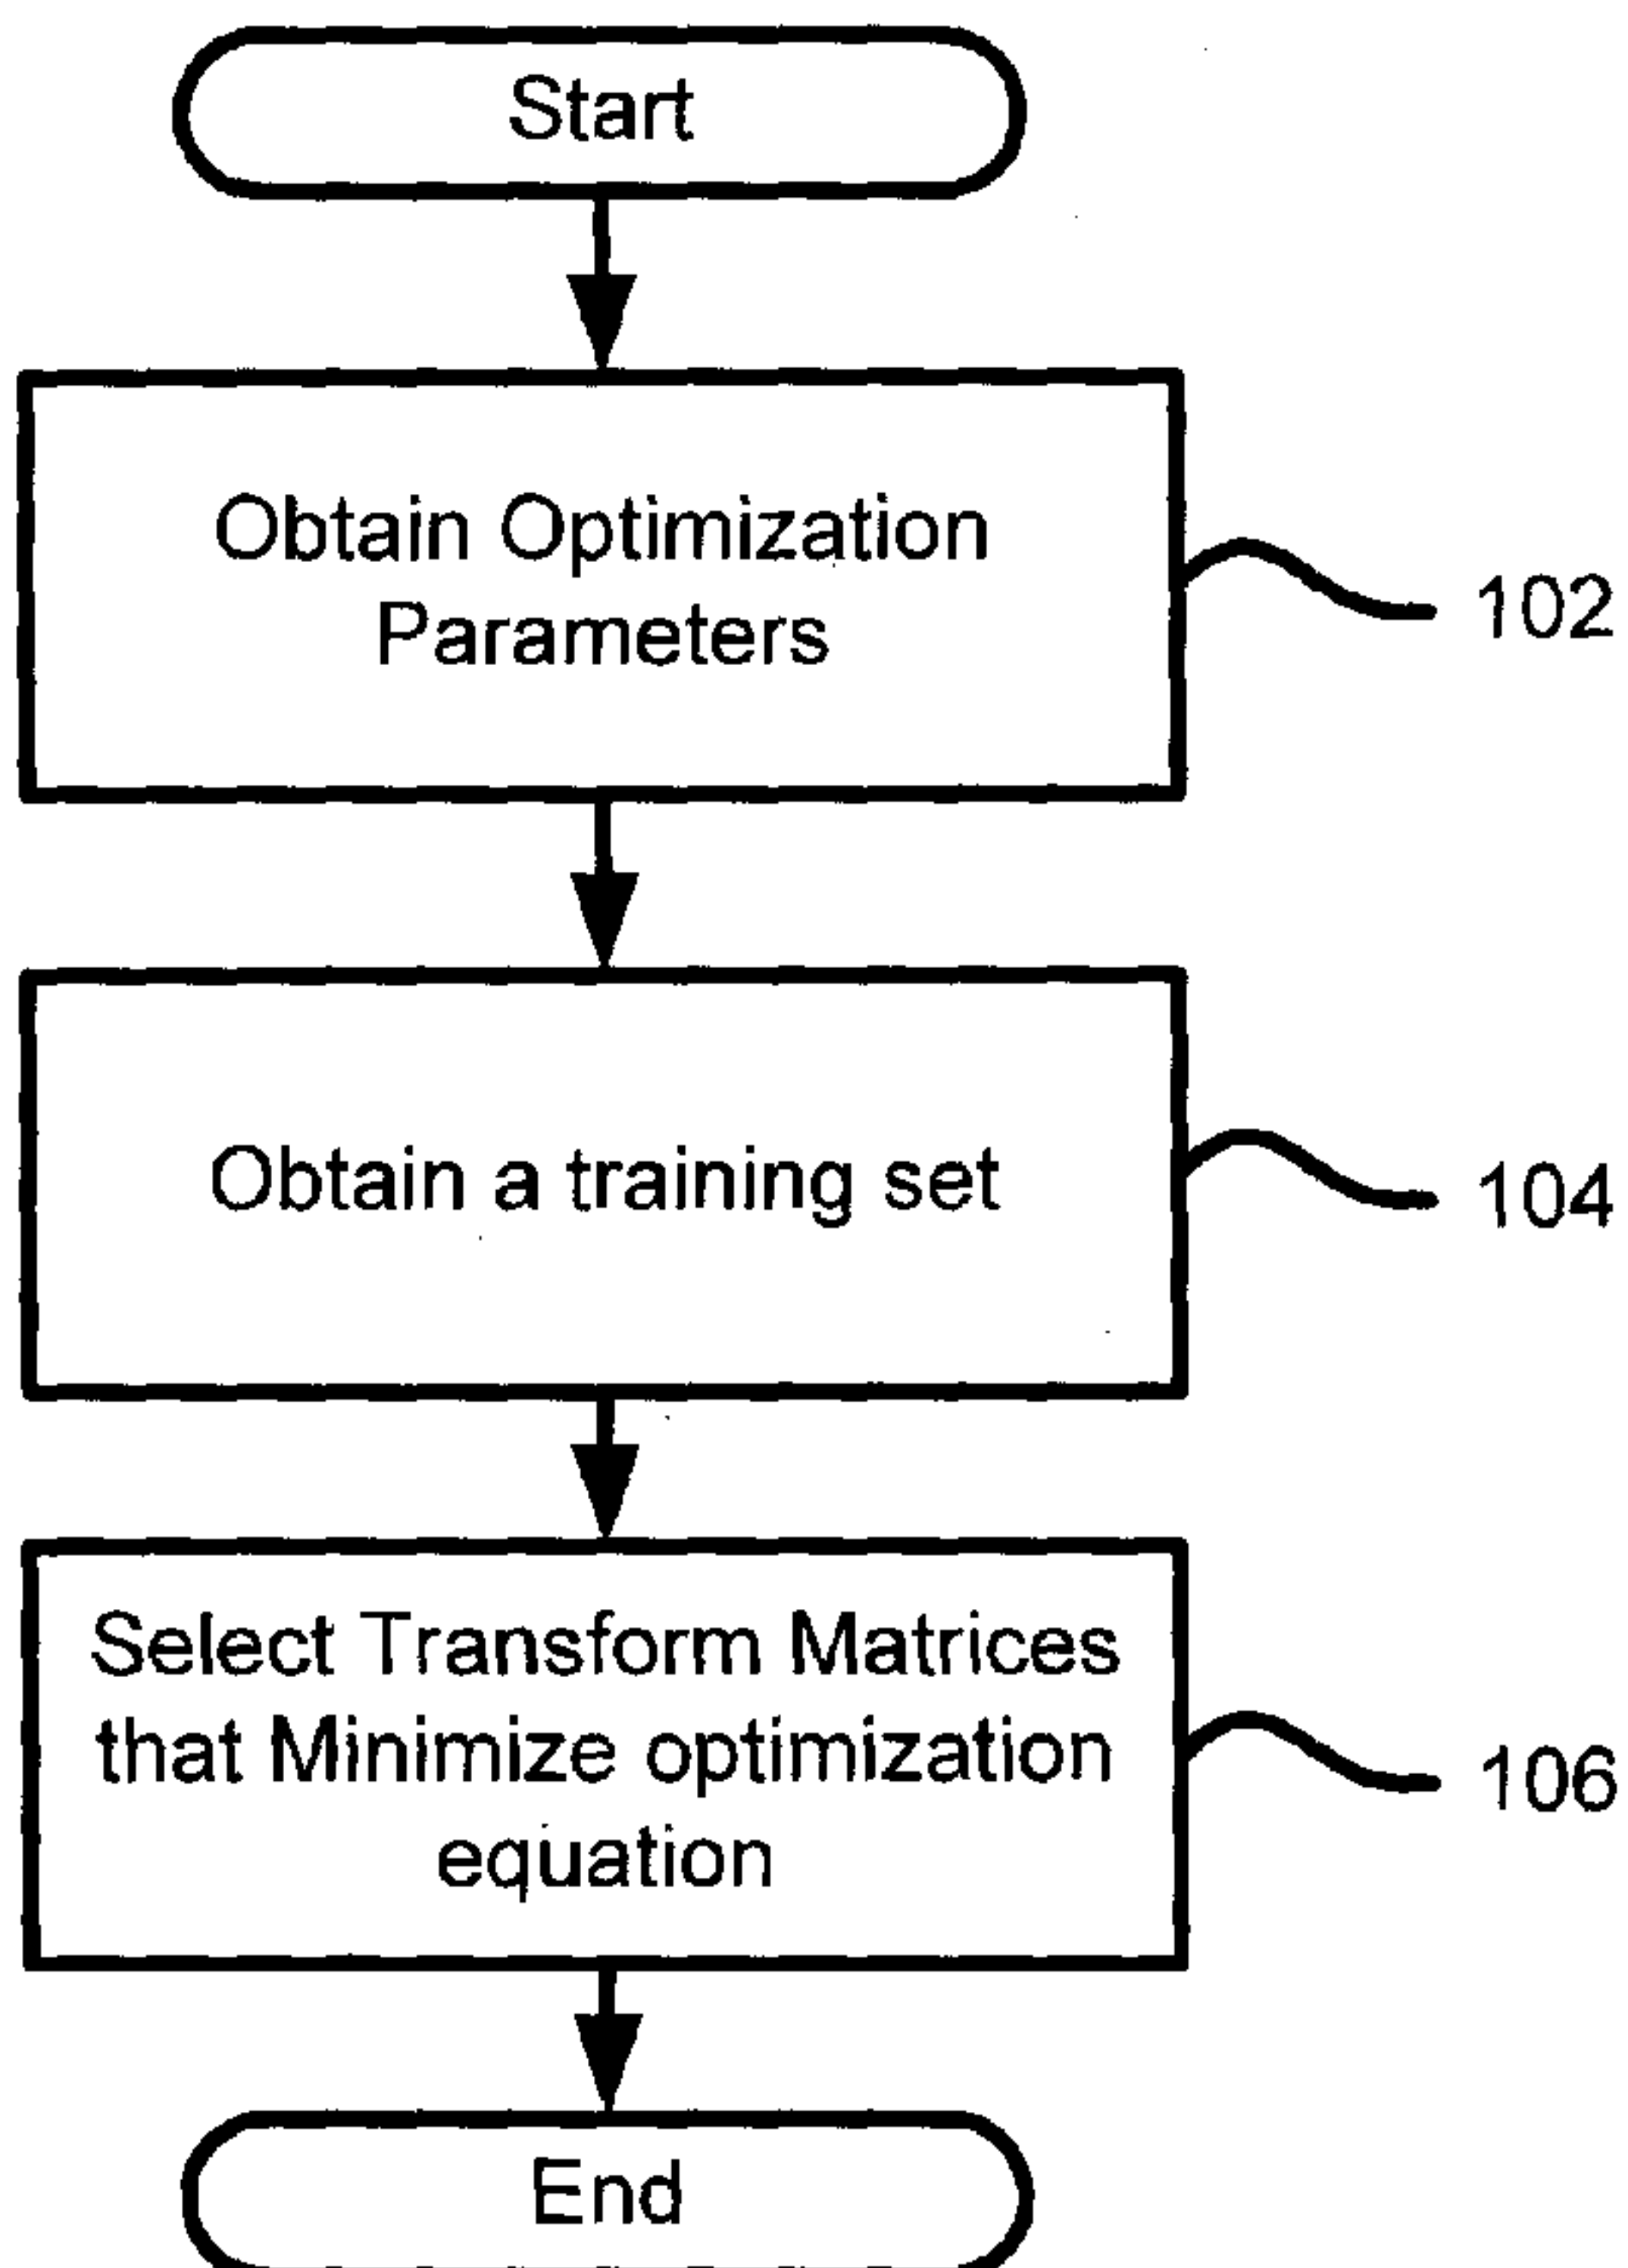 Start
Obtain Optimization
Parameters
102
Obtain a training set
104
Select Transform Matrices
that Minimize optimization
equation
106
End